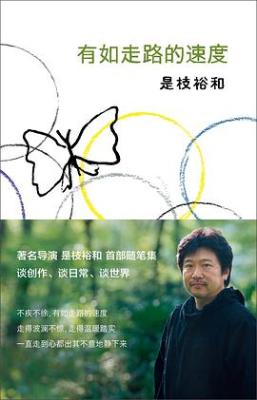 有如走路的速度
是枝裕和
著名导演 是枝裕和 首部随笔集
谈创作、谈日常、谈世界
不疾不徐,有如走路的速度
走得波澜不惊,走得温暖踏实
一直走到心都出其不意地静下来